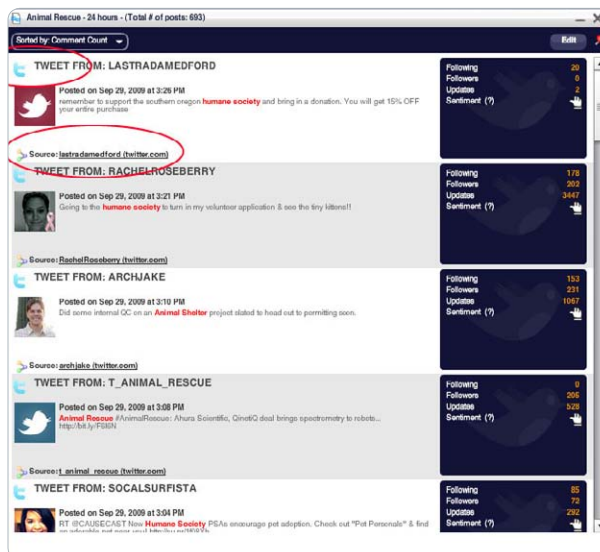 Animal Rescue - 24 hours - (Total # of posts: 693)
Sorted by: Comment Count
Edit
TWEET FROM: LASTRADAMEDFORD
Posted on Sep 29, 2009 at 3:26 PM
remember to support the southern oregon humane society and bring in a donation. You will get 15% OFF
your entire purchase
Source: lastradamedford (twitter.com)
Following 20
Followers 0
Updates 2
Sentiment (?)
TWEET FROM: RACHELROSEBERRY
Posted on Sep 29, 2009 at 3:21 PM
Going to the humane society to turn in my volunteer application & see the tiny kittens!!
Source: RachelRoseberry (twitter.com)
Following 178
Followers 202
Updates 3447
Sentiment (?)
TWEET FROM: ARCHJAKE
Posted on Sep 29, 2009 at 3:10 PM
Did some internal QC on an Animal Shelter project slated to head out to permitting soon.
Source: archjake (twitter.com)
Following 153
Followers 231
Updates 1067
Sentiment (?)
TWEET FROM: T_ANIMAL_RESCUE
Posted on Sep 29, 2009 at 3:08 PM
Animal Rescue #AnimalRescue: Ahura Scientific, QinetiQ deal brings spectrometry to robots...
Source: t_animal_rescue (twitter.com)
Following 0
Followers 205
Updates 528
Sentiment (?)
TWEET FROM: SOCALSURFISTA
Posted on Sep 29, 2009 at 3:04 PM
RT @CAUSECAST New Humane Society PSAs encourage pet adoption. Check out "Pet Personals" & find
an adorable pet near you!
Following 85
Followers 72
Updates 292
Sentiment (?)